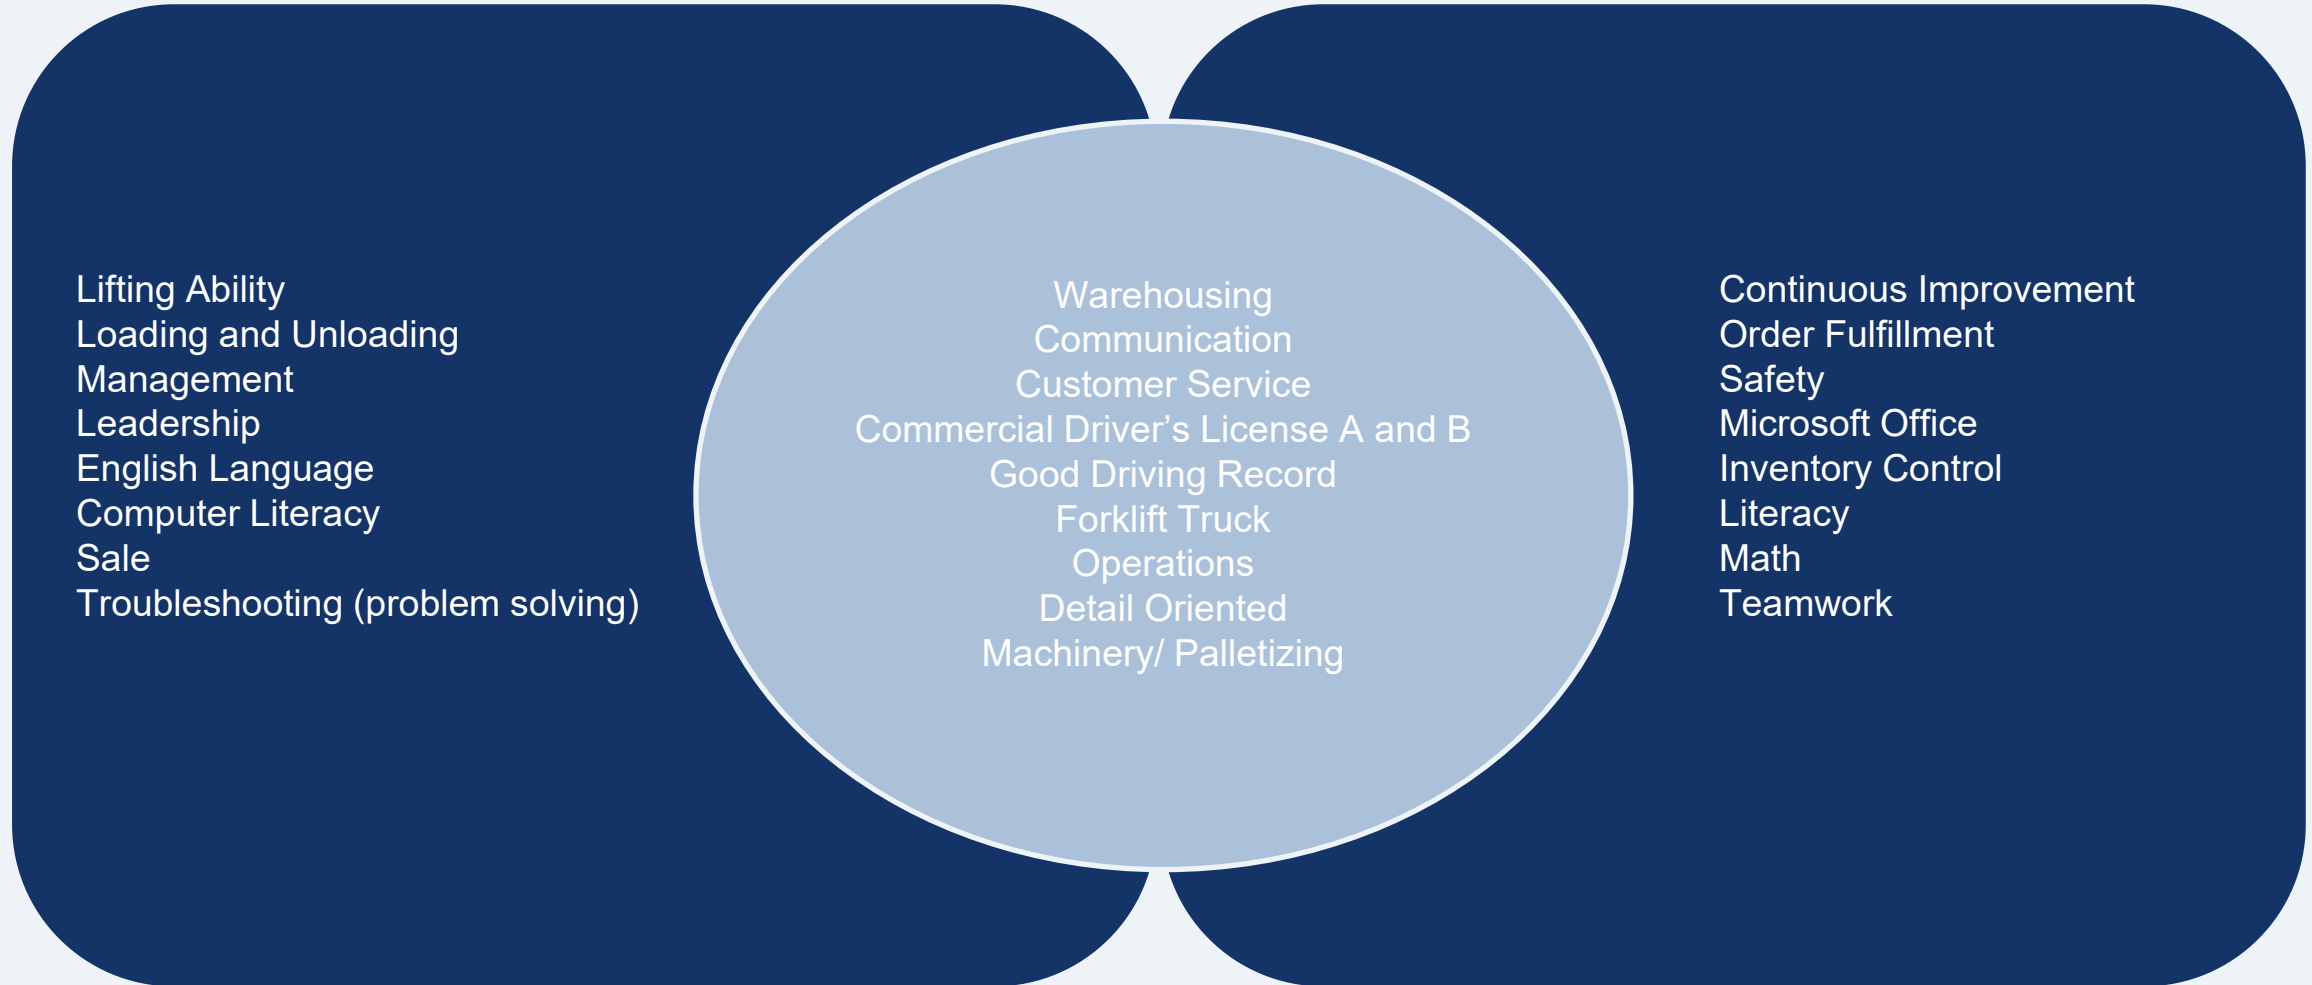 Lifting Ability
Loading and Unloading
Management
Leadership
English Language
Computer Literacy
Sale
Troubleshooting (problem solving)
Warehousing
Communication
Customer Service
Commercial Driver’s License A and B
Good Driving Record
Forklift Truck
Operations
Detail Oriented
Machinery/ Palletizing
Continuous Improvement
Order Fulfillment
Safety
Microsoft Office
Inventory Control
Literacy
Math
Teamwork